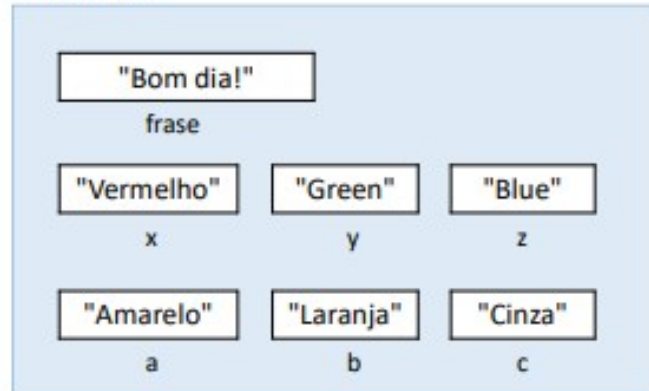 "Bom dia!"
frase
"Vermelho" "Green" "Blue"
x y z
"Amarelo" "Laranja" "Cinza"
a b c